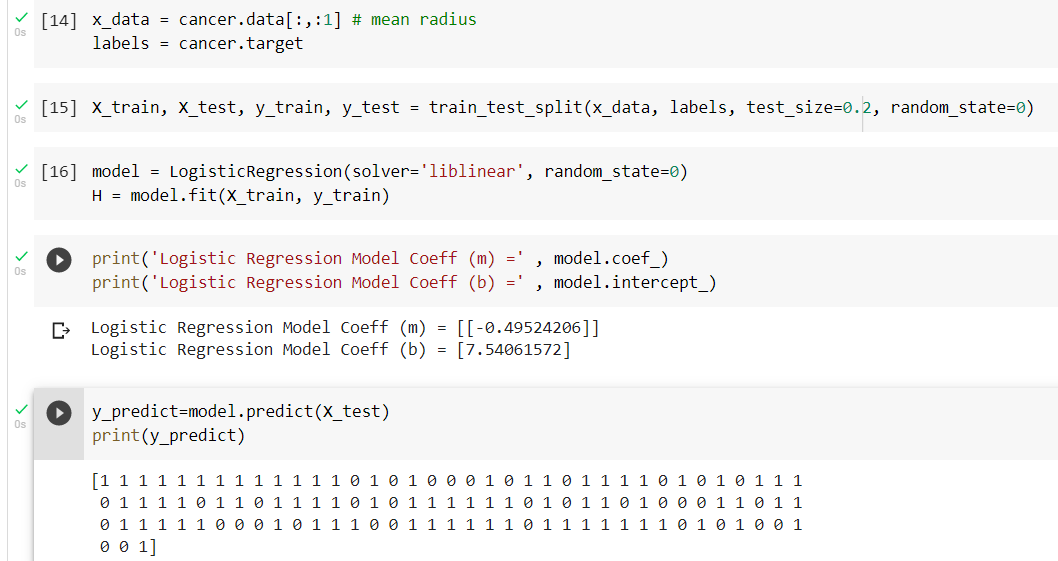 [14] x_data = cancer.data[:,:1] # mean radius
labels = cancer.target
0s
[15] X_train, X_test, y_train, y_test = train_test_split(x_data, labels, test_size=0.2, random_state=0)
0s
[16] model = LogisticRegression(solver='liblinear', random_state=0)
0s
H = model.fit(X_train, y_train)
print('Logistic Regression Model Coeff (m) =' , model.coef_)
0s
print('Logistic Regression Model Coeff (b) =' , model.intercept_)
Logistic Regression Model Coeff (m) = [[-0.49524206]]
Logistic Regression Model Coeff (b) = [7.54061572]
y_predict=model.predict(X_test)
0s
print(y_predict)
[1 1 1 1 1 1 1 1 1 1 1 1 1 0 1 0 1 0 0 0 1 0 1 1 0 1 1 1 1 0 1 0 1 0 1 1 1
0 1 1 1 1 0 1 1 0 1 1 1 1 0 1 0 1 1 1 1 1 1 0 1 0 1 1 0 1 0 0 0 1 1 0 1 1
0 1 1 1 1 1 0 0 0 1 0 1 1 1 0 0 1 1 1 1 1 1 0 1 1 1 1 1 1 1 0 1 0 1 0 0 1
0 0 1]